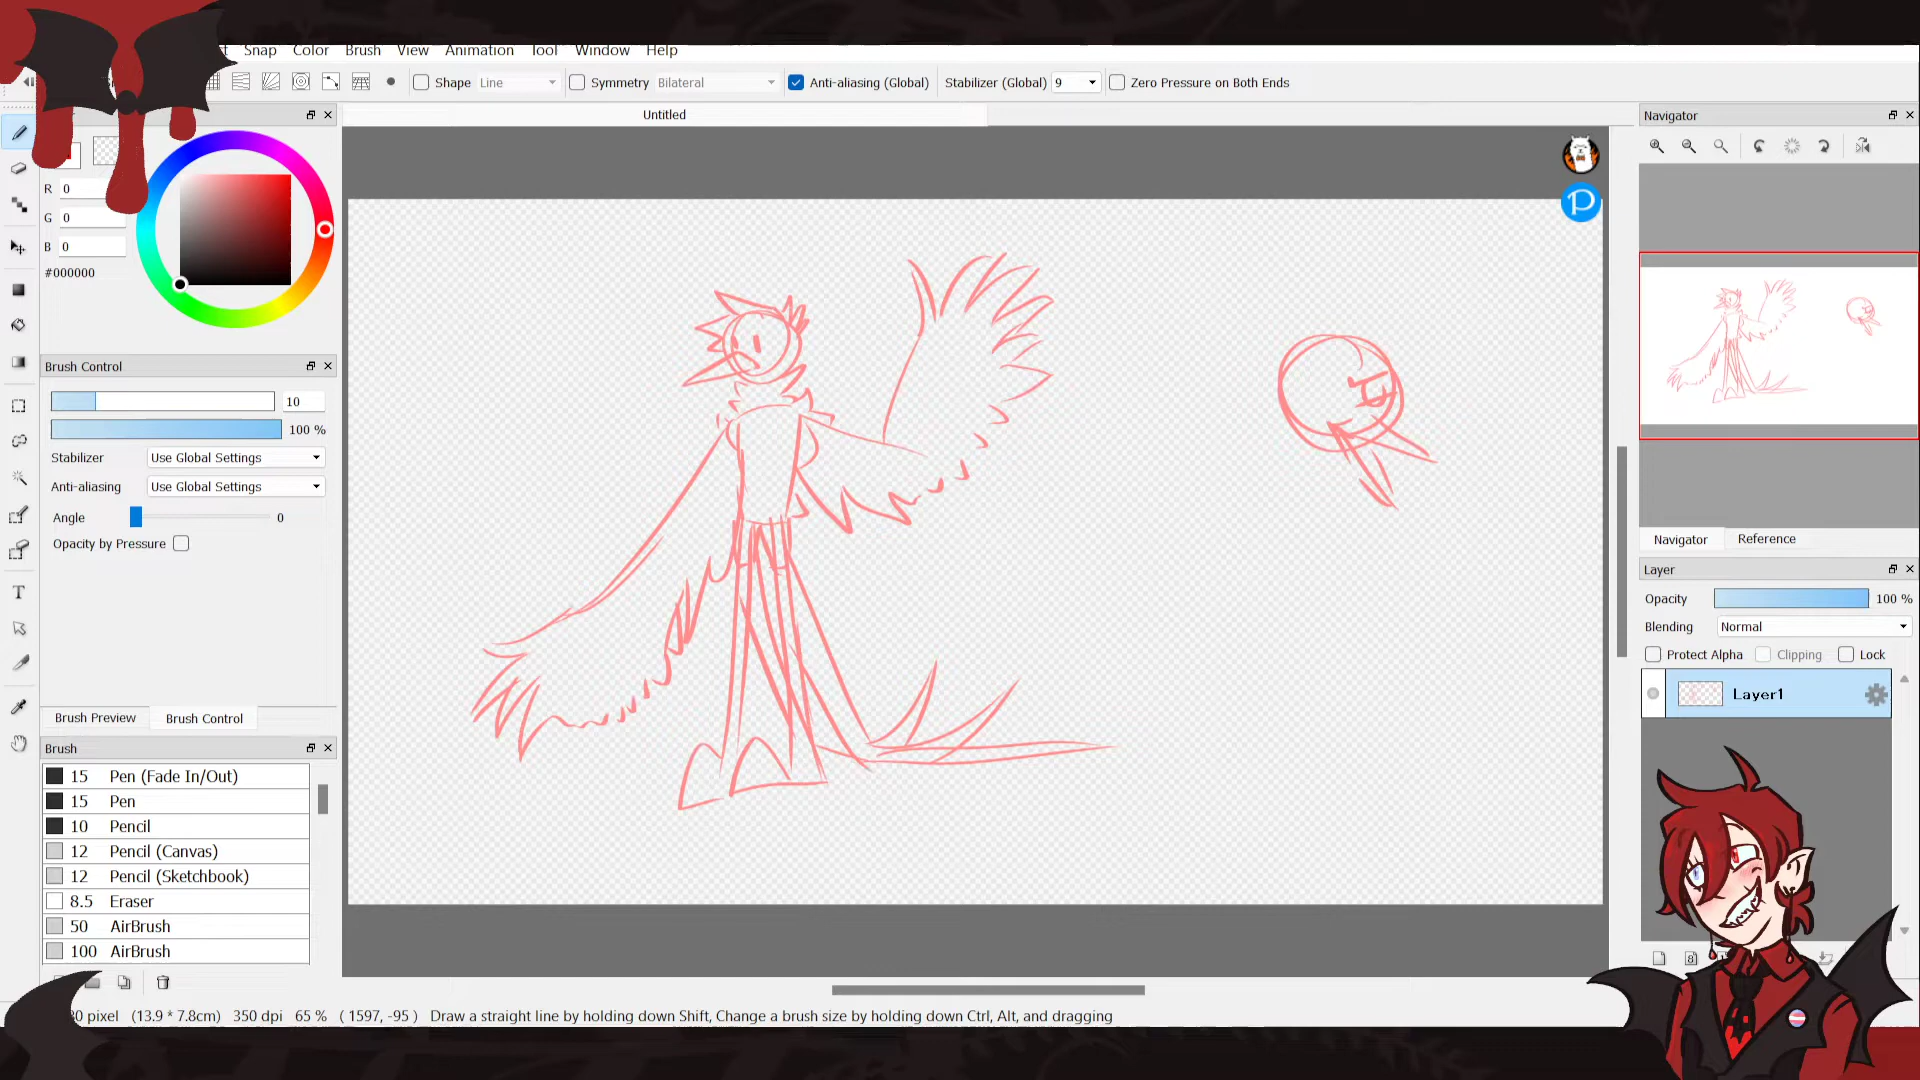 Snap Color Brush View Animation Tool Window Help
Shape Line Symmetry Bilateral Anti-aliasing (Global) Stabilizer (Global) 9 Zero Pressure on Both Ends
Untitled
Navigator
R 0
G 0
B 0
#000000
P
Brush Control
10
100 %
Stabilizer Use Global Settings
Anti-aliasing Use Global Settings
Angle 0
Opacity by Pressure
Navigator Reference
Layer
Opacity 100 %
Blending Normal
Protect Alpha Clipping Lock
Layer1
Brush Preview Brush Control
Brush
15 Pen (Fade In/Out)
15 Pen
10 Pencil
12 Pencil (Canvas)
12 Pencil (Sketchbook)
8.5 Eraser
50 AirBrush
100 AirBrush
pixel (13.9 * 7.8cm) 350 dpi 65 % ( 1597, -95 ) Draw a straight line by holding down Shift, Change a brush size by holding down Ctrl, Alt, and dragging